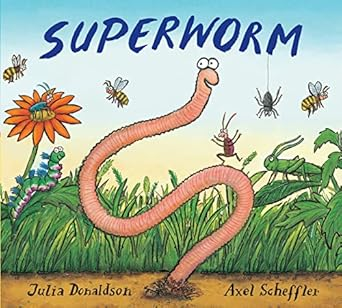 SUPERWORM
Julia Donaldson Axel Scheffler